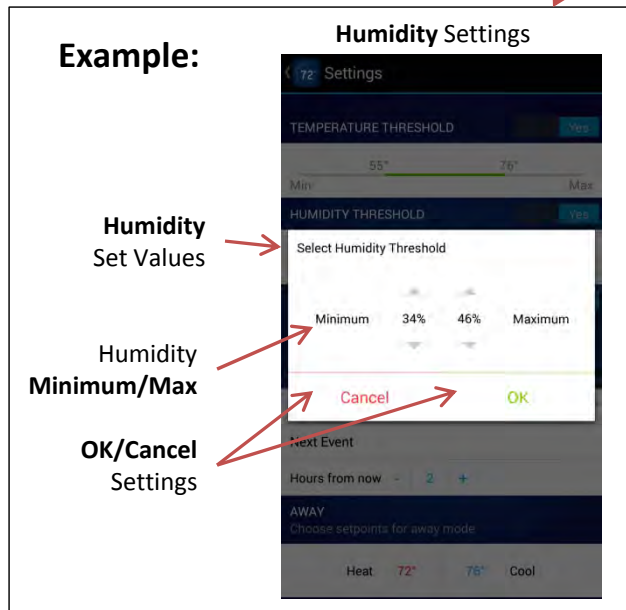 Example:
Humidity Settings
72° Settings
TEMPERATURE THRESHOLD Yes
55° 76°
Min Max
HUMIDITY THRESHOLD Yes
Humidity
Set Values
Select Humidity Threshold
Minimum 34% 46% Maximum
Humidity
Minimum/Max
Cancel OK
OK/Cancel
Settings
Next Event
Hours from now - 2 +
AWAY
Choose setpoints for away mode
Heat 72° 76° Cool